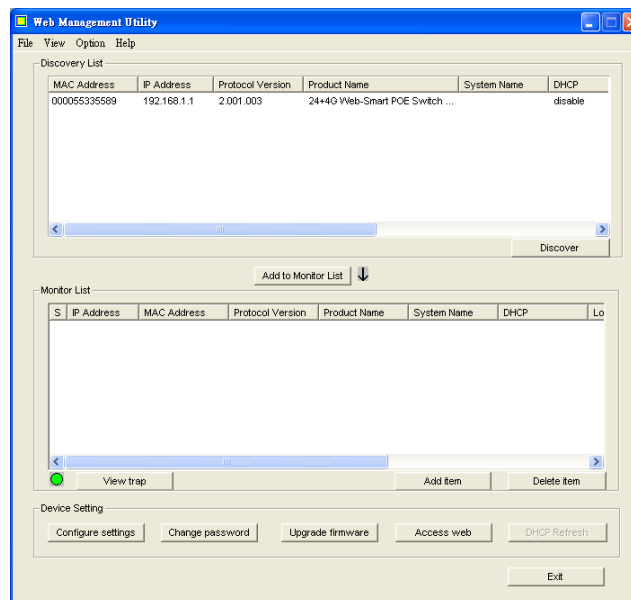 Web Management Utility
File View Option Help
Discovery List
MAC Address IP Address Protocol Version Product Name System Name DHCP
000055335589 192.168.1.1 2.001.003 24+4G Web-Smart POE Switch ... disable
Discover
Add to Monitor List
Monitor List
S IP Address MAC Address Protocol Version Product Name System Name DHCP Lo
View trap Add item Delete item
Device Setting
Configure settings Change password Upgrade firmware Access web DHCP Refresh
Exit